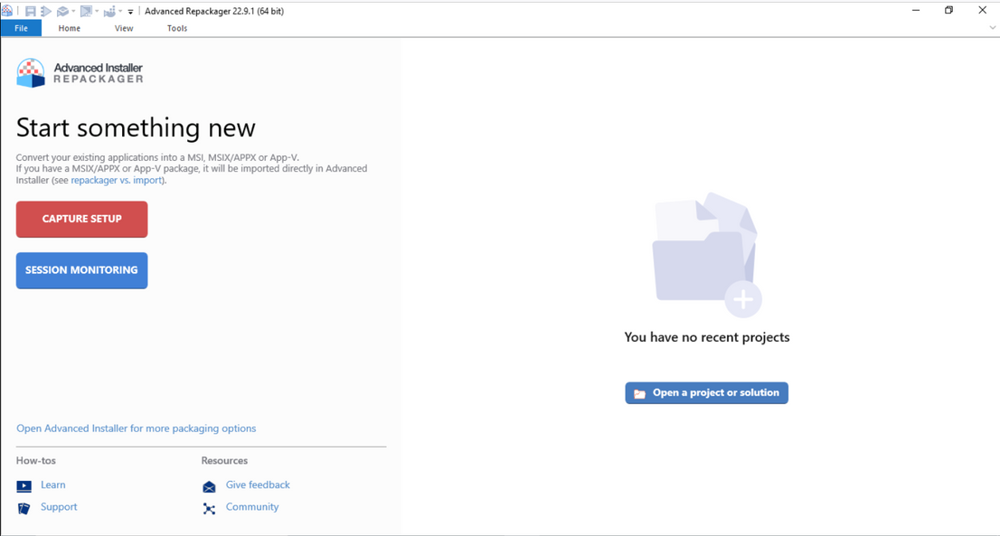 Advanced Repackager 22.9.1 (64 bit)
File Home View Tools
Advanced Installer
REPACKAGER
Start something new
Convert your existing applications into a MSI, MSIX/APPX or App-V.
If you have a MSIX/APPX or App-V package, it will be imported directly in Advanced
Installer (see repackager vs. import).
CAPTURE SETUP
SESSION MONITORING
You have no recent projects
Open a project or solution
Open Advanced Installer for more packaging options
How-tos
Learn
Support
Resources
Give feedback
Community